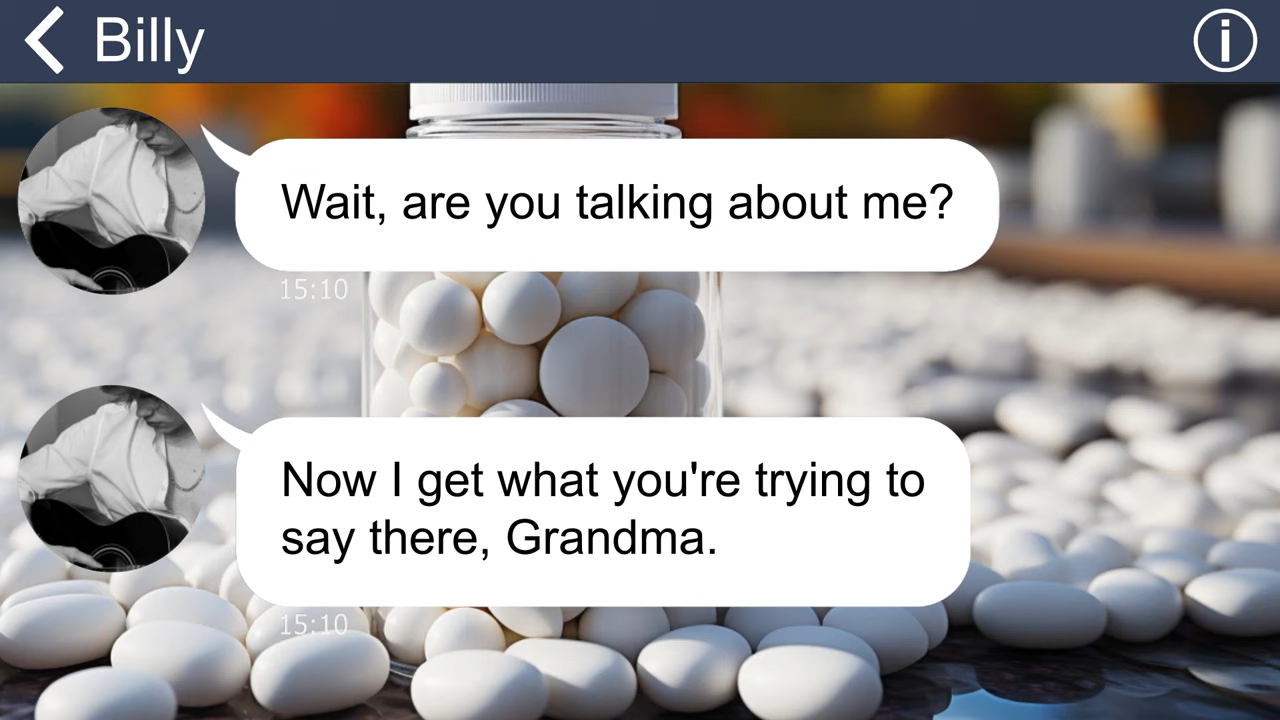 Billy
Wait, are you talking about me?
15:10
Now I get what you're trying to
say there, Grandma.
15:10